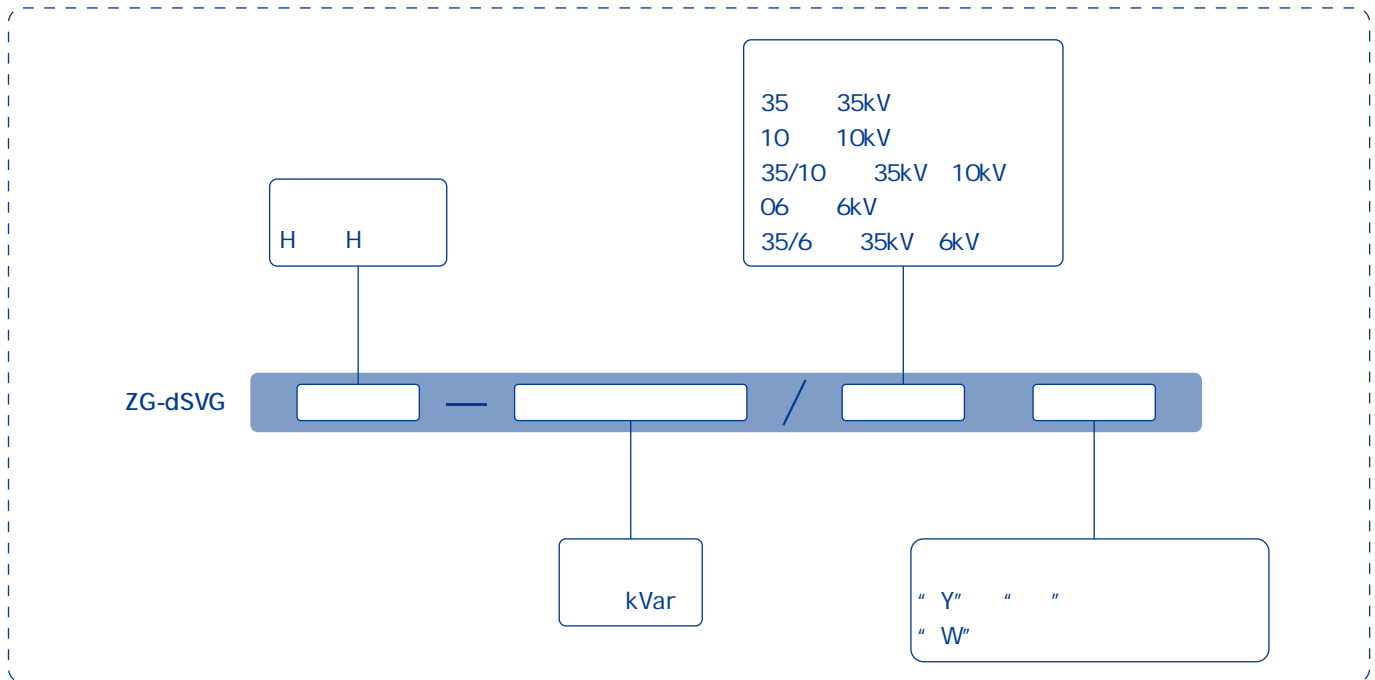 35 35kV
10 10kV
35/10 35kV 10kV
06 6kV
35/6 35kV 6kV
H H
ZG-dSVG — /
kVar
“ Y” “ ”
“ W”